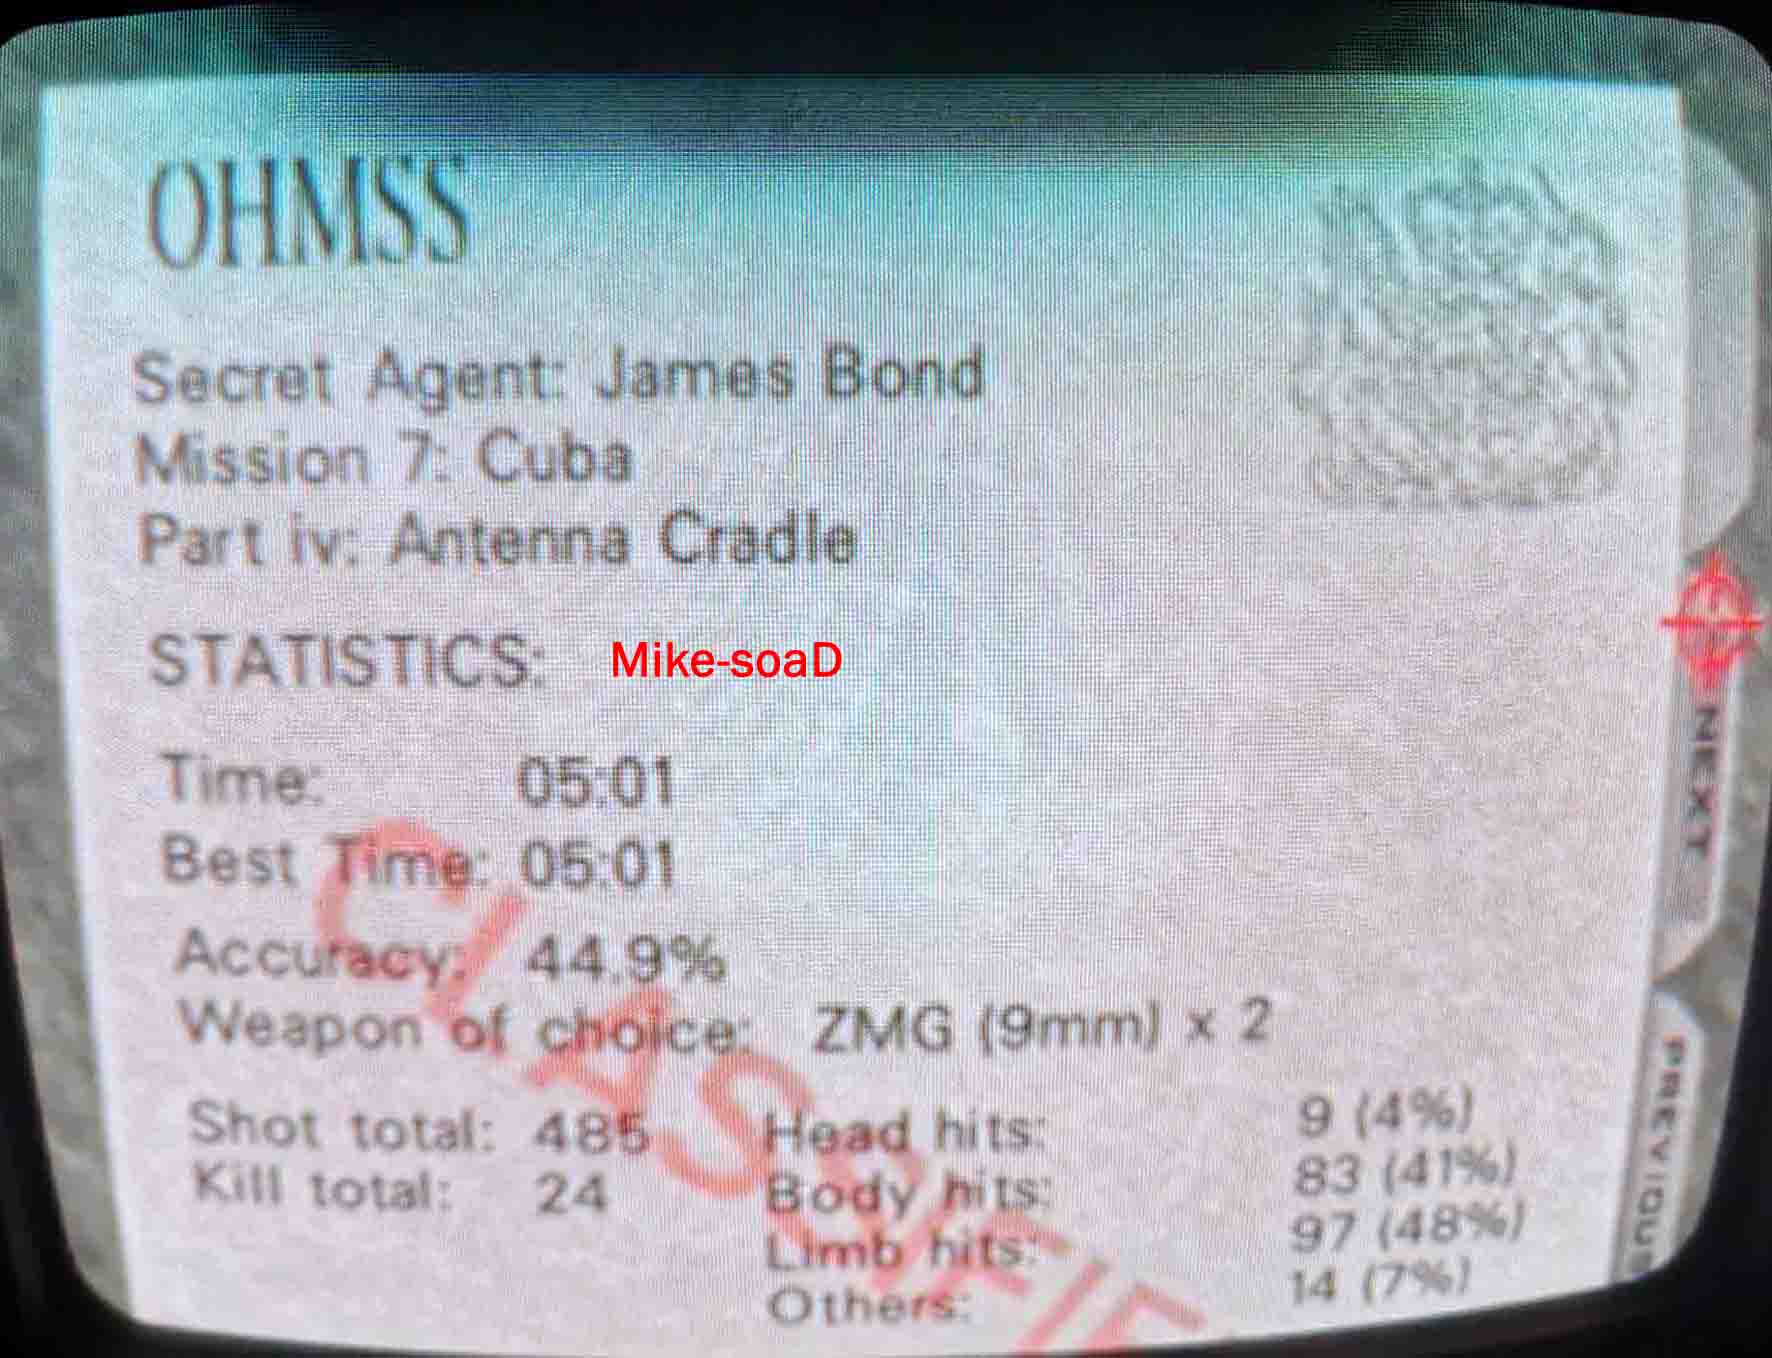 OHMSS
Secret Agent: James Bond
Mission 7: Cuba
Part iv: Antenna Cradle
STATISTICS: Mike-soaD
Time: 05:01
Best Time: 05:01
Accuracy: 44.9%
Weapon of choice: ZMG (9mm) x 2
Shot total: 485 Head hits: 9 (4%)
Kill total: 24 Body hits: 83 (41%)
Limb hits: 97 (48%)
Others: 14 (7%)
CLASSIFIE
NEXT
PREVIOUS